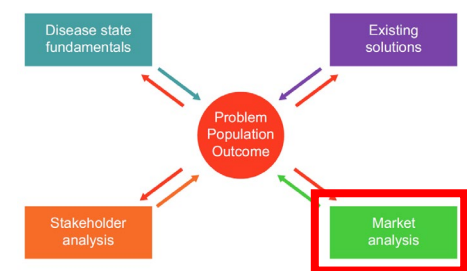 Disease state
fundamentals
Existing
solutions
Problem
Population
Outcome
Stakeholder
analysis
Market
analysis